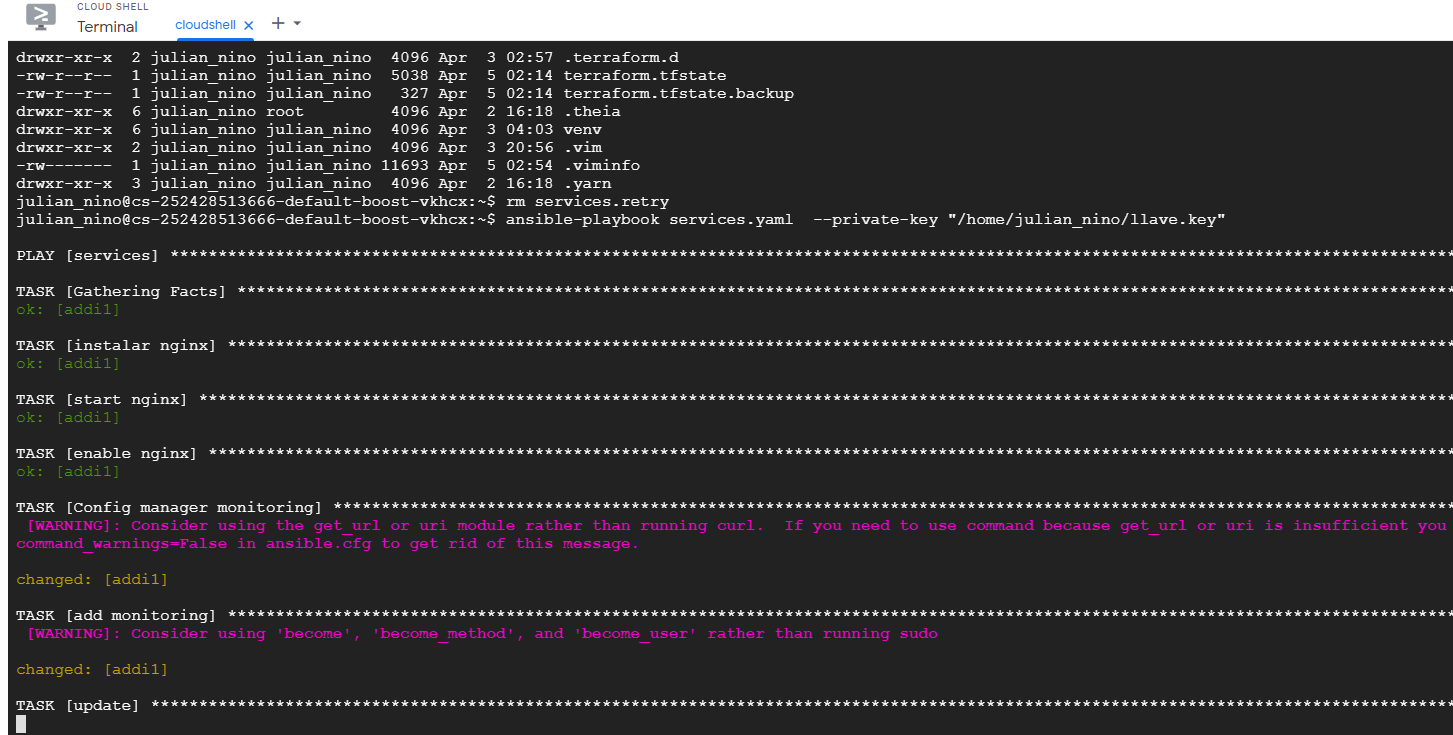 CLOUD SHELL
Terminal
cloudshell
drwxr-xr-x  2 julian_nino julian_nino  4096 Apr  3 02:57 .terraform.d
-rw-r--r--  1 julian_nino julian_nino  5038 Apr  5 02:14 terraform.tfstate
-rw-r--r--  1 julian_nino julian_nino   327 Apr  5 02:14 terraform.tfstate.backup
drwxr-xr-x  6 julian_nino root         4096 Apr  2 16:18 .theia
drwxr-xr-x  6 julian_nino julian_nino  4096 Apr  3 04:03 venv
drwxr-xr-x  2 julian_nino julian_nino  4096 Apr  3 20:56 .vim
-rw-------  1 julian_nino julian_nino 11693 Apr  5 02:54 .viminfo
drwxr-xr-x  3 julian_nino julian_nino  4096 Apr  2 16:18 .yarn
julian_nino@cs-252428513666-default-boost-vkhcx:~$ rm services.retry
julian_nino@cs-252428513666-default-boost-vkhcx:~$ ansible-playbook services.yaml  --private-key "/home/julian_nino/llave.key"
PLAY [services] ****************************************************************************************************************************************
TASK [Gathering Facts] *********************************************************************************************************************************
ok: [addi1]
TASK [instalar nginx] **********************************************************************************************************************************
ok: [addi1]
TASK [start nginx] *************************************************************************************************************************************
ok: [addi1]
TASK [enable nginx] ************************************************************************************************************************************
ok: [addi1]
TASK [Config manager monitoring] ***********************************************************************************************************************
[WARNING]: Consider using the get_url or uri module rather than running curl.  If you need to use command because get_url or uri is insufficient you
command_warnings=False in ansible.cfg to get rid of this message.
changed: [addi1]
TASK [add monitoring] **********************************************************************************************************************************
[WARNING]: Consider using 'become', 'become_method', and 'become_user' rather than running sudo
changed: [addi1]
TASK [update] ******************************************************************************************************************************************